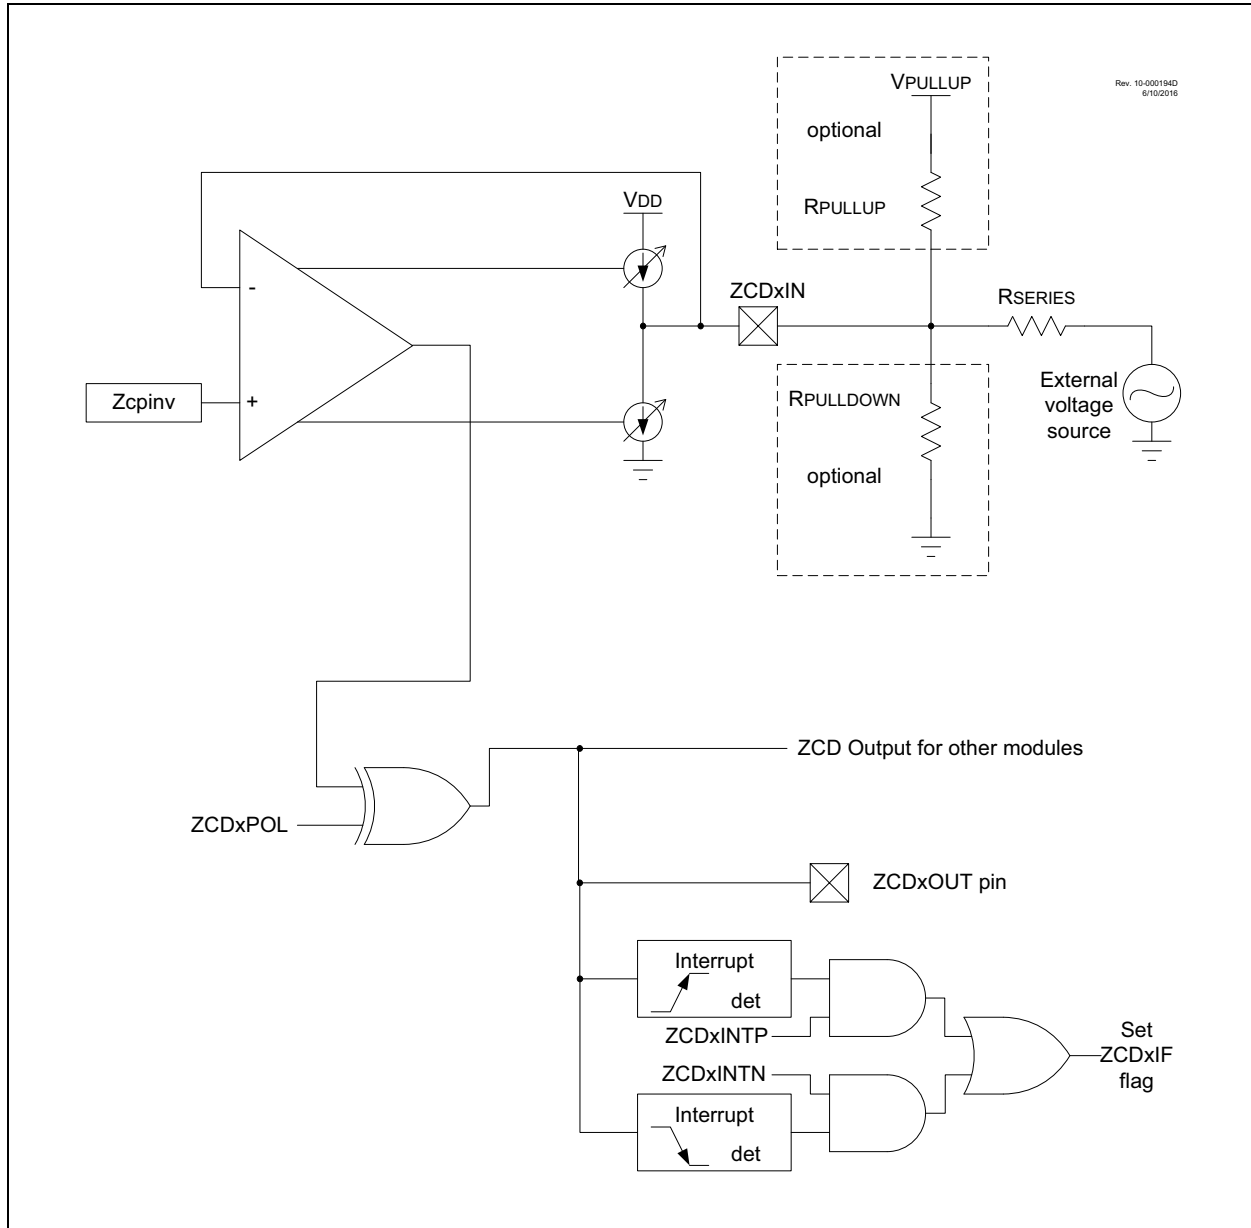 VPULLUP
Rev. 10-000194D
6/10/2016
optional
RPULLUP
VDD
-
ZCDxIN
RSERIES
Zcpinv
+
RPULLDOWN
External
voltage
source
optional
ZCD Output for other modules
ZCDxPOL
ZCDxOUT pin
Interrupt
det
ZCDxINTP
Set
ZCDxIF
flag
ZCDxINTN
Interrupt
det